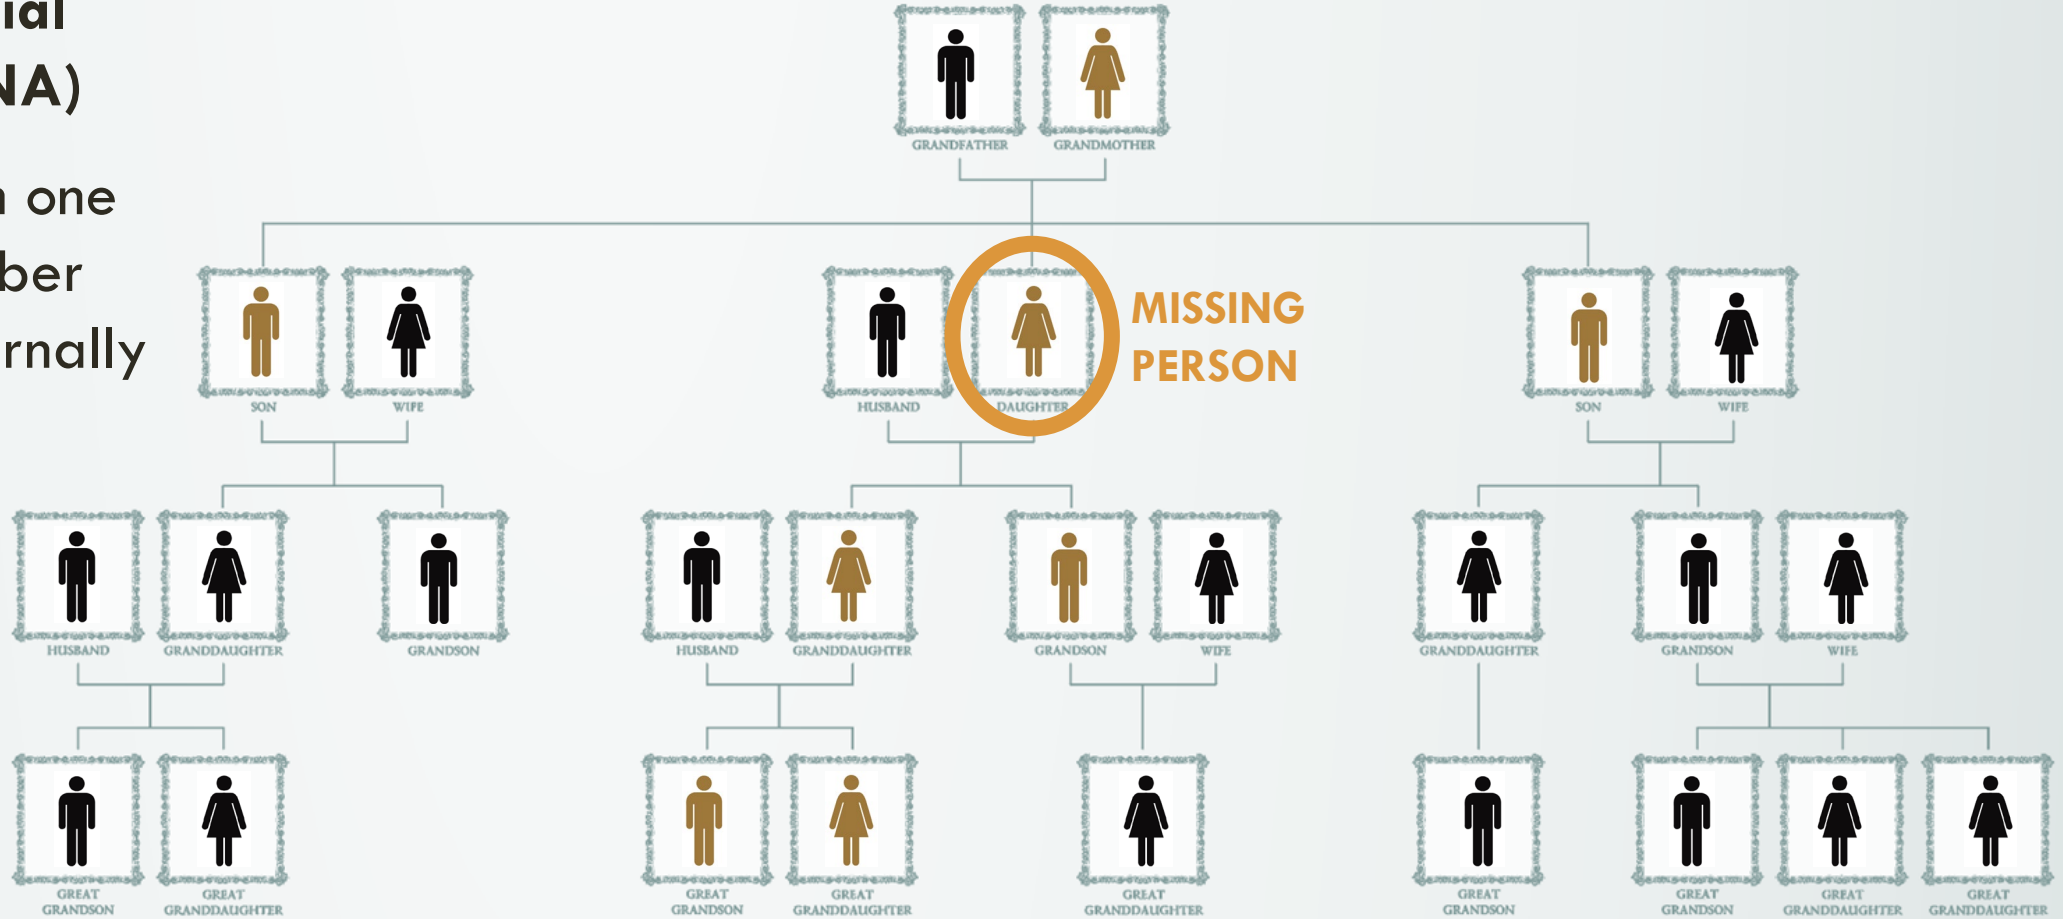 ial
NA)
n one
ber
rnally
GRANDFATHER GRANDMOTHER
MISSING
PERSON
SON WIFE HUSBAND DAUGHTER SON WIFE
HUSBAND GRANDDAUGHTER GRANDSON HUSBAND GRANDDAUGHTER GRANDSON WIFE GRANDDAUGHTER GRANDSON WIFE
GREAT GREAT GREAT GREAT GREAT GREAT GREAT GREAT GREAT
GRANDSON GRANDDAUGHTER GRANDSON GRANDDAUGHTER GRANDDAUGHTER GRANDSON GRANDSON GRANDDAUGHTER GRANDDAUGHTER